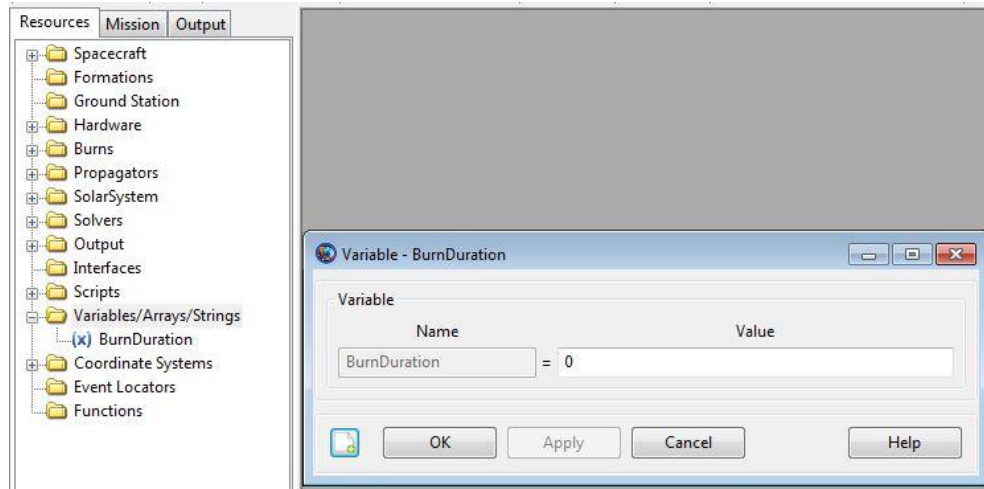 Resources Mission Output
Spacecraft
Formations
Ground Station
Hardware
Burns
Propagators
SolarSystem
Solvers
Output
Interfaces
Scripts
Variables/Arrays/Strings
(x) BurnDuration
Coordinate Systems
Event Locators
Functions
Variable - BurnDuration
Variable
Name Value
BurnDuration = 0
OK Apply Cancel Help